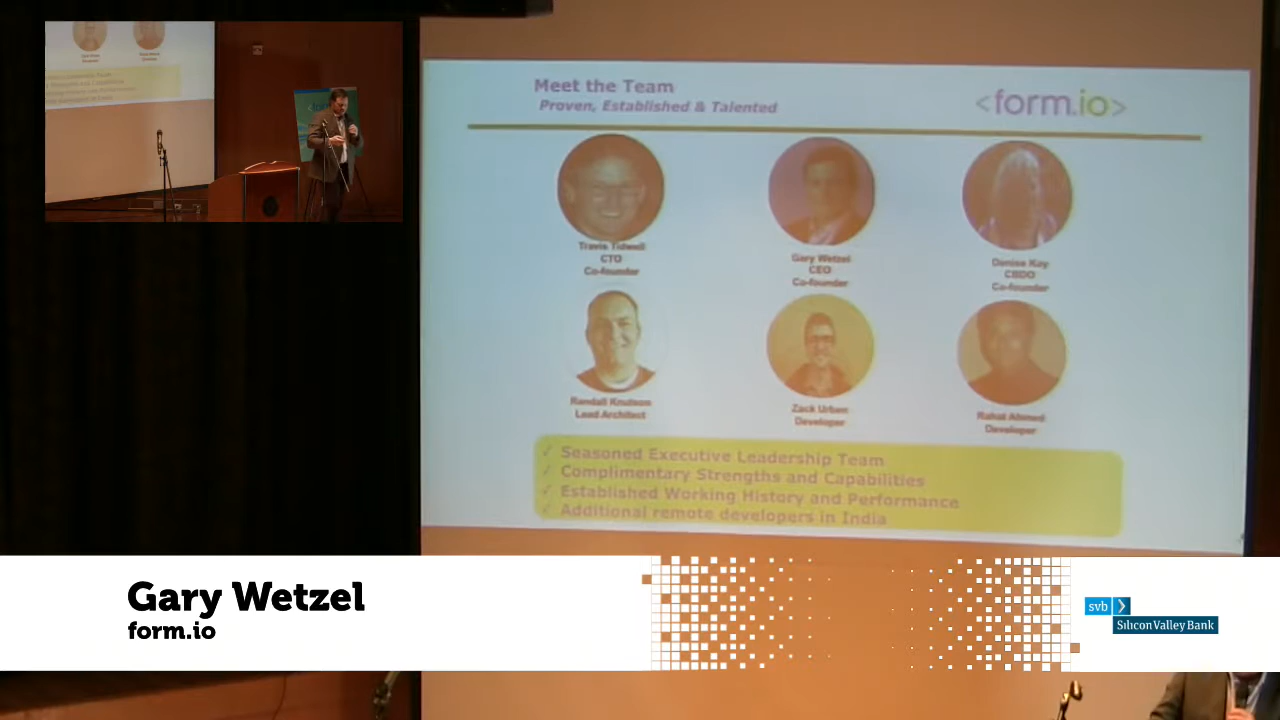 Meet the Team
Proven, Established & Talented
<form.io>
Travis Tidwell
CTO
Co-founder
Gary Wetzel
CEO
Co-founder
Denise Kay
CBDO
Co-founder
Randall Knutson
Lead Architect
Zack Urben
Developer
Rahat Ahmed
Developer
✓ Seasoned Executive Leadership Team
✓ Complimentary Strengths and Capabilities
✓ Established Working History and Performance
✓ Additional remote developers in India
Gary Wetzel
form.io
svb
Silicon Valley Bank